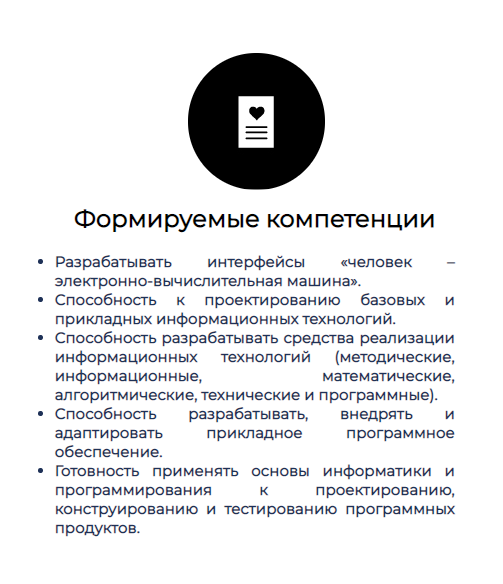 Формируемые компетенции
• Разрабатывать интерфейсы «человек –
электронно-вычислительная машина».
• Способность к проектированию базовых и
прикладных информационных технологий.
• Способность разрабатывать средства реализации
информационных технологий (методические,
информационные, математические,
алгоритмические, технические и программные).
• Способность разрабатывать, внедрять и
адаптировать прикладное программное
обеспечение.
• Готовность применять основы информатики и
программирования к проектированию,
конструированию и тестированию программных
продуктов.